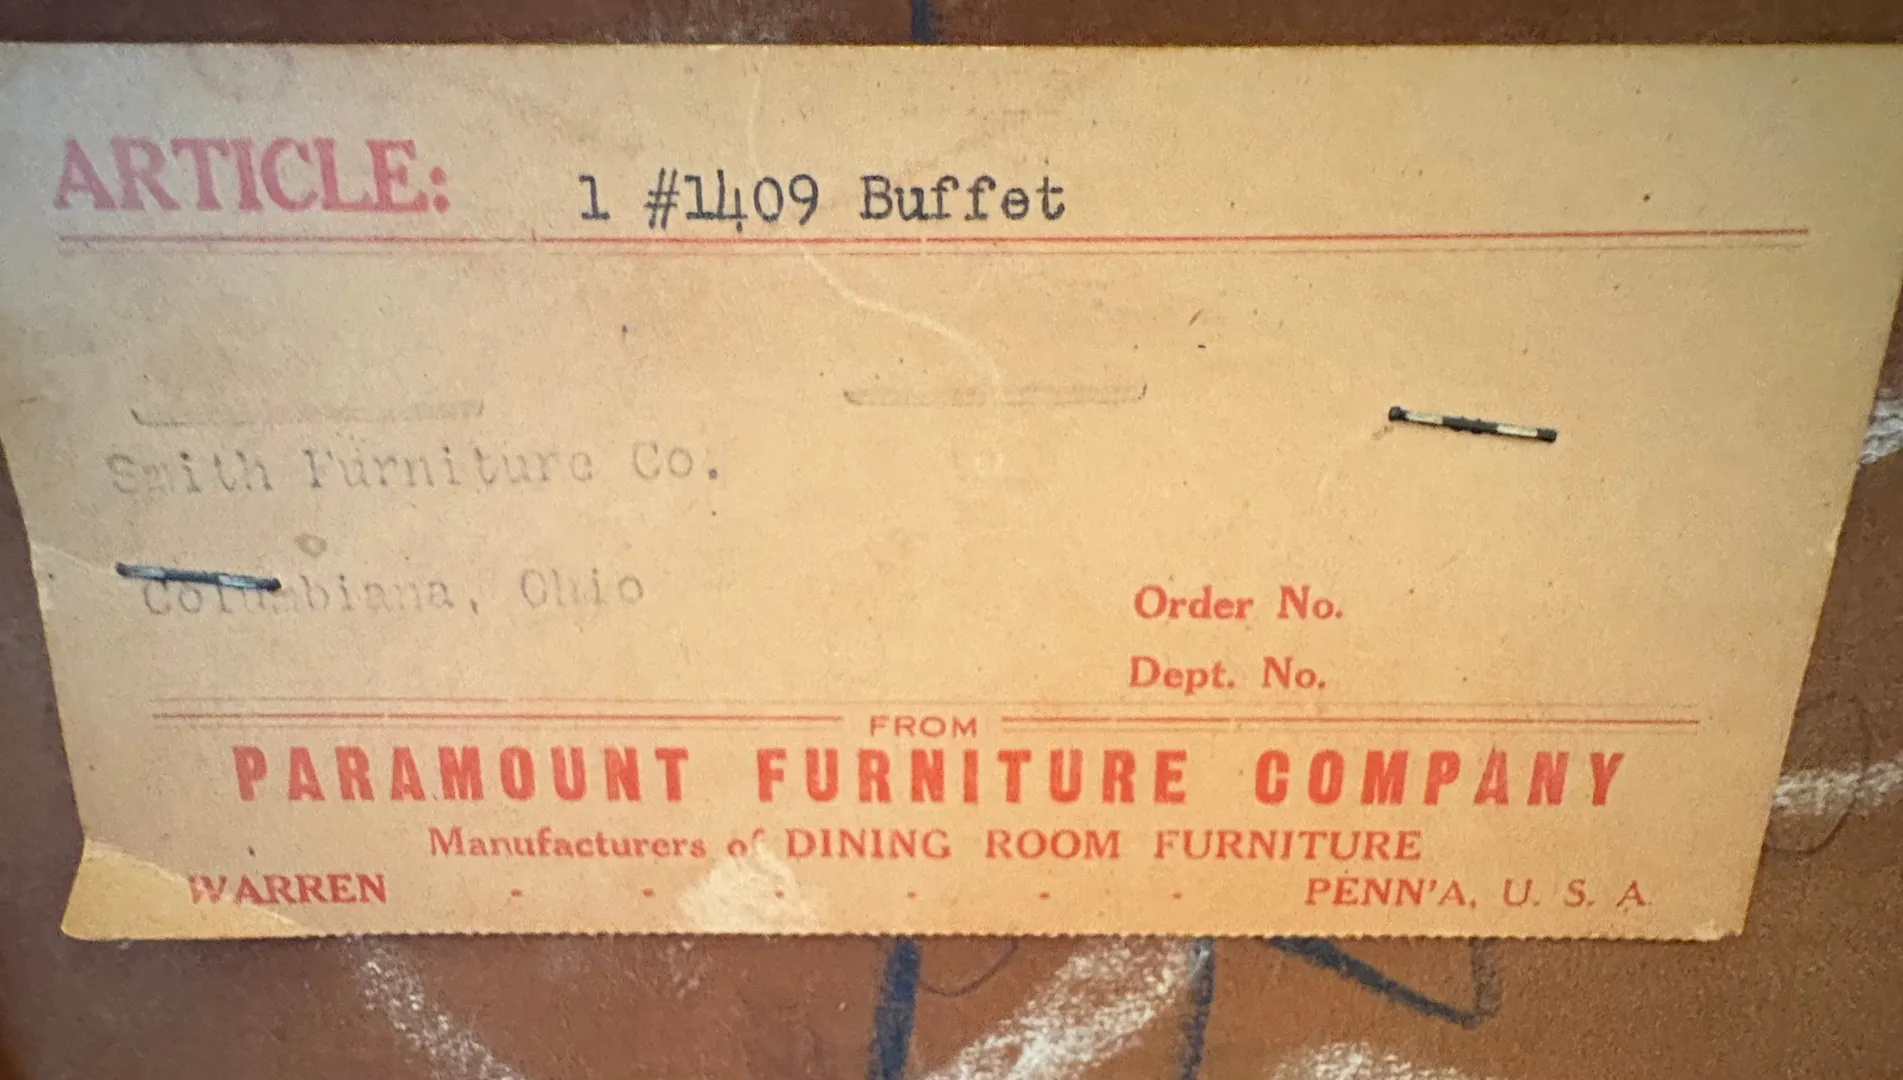 ARTICLE: 1 #1409 Buffet
Smith Furniture Co.
Columbiana, Ohio
Order No.
Dept. No.
FROM
PARAMOUNT FURNITURE COMPANY
Manufacturers of DINING ROOM FURNITURE
WARREN - - - - - - PENN'A, U. S. A.